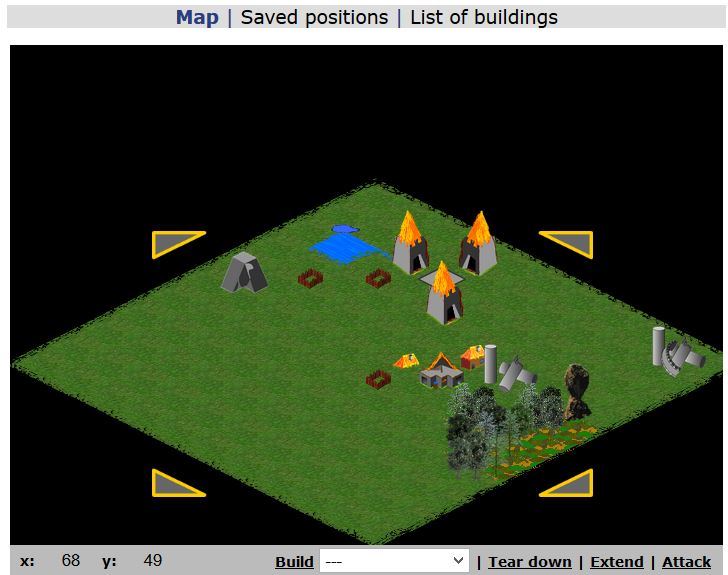 Map | Saved positions | List of buildings
x: 68 y: 49 Build --- | Tear down | Extend | Attack